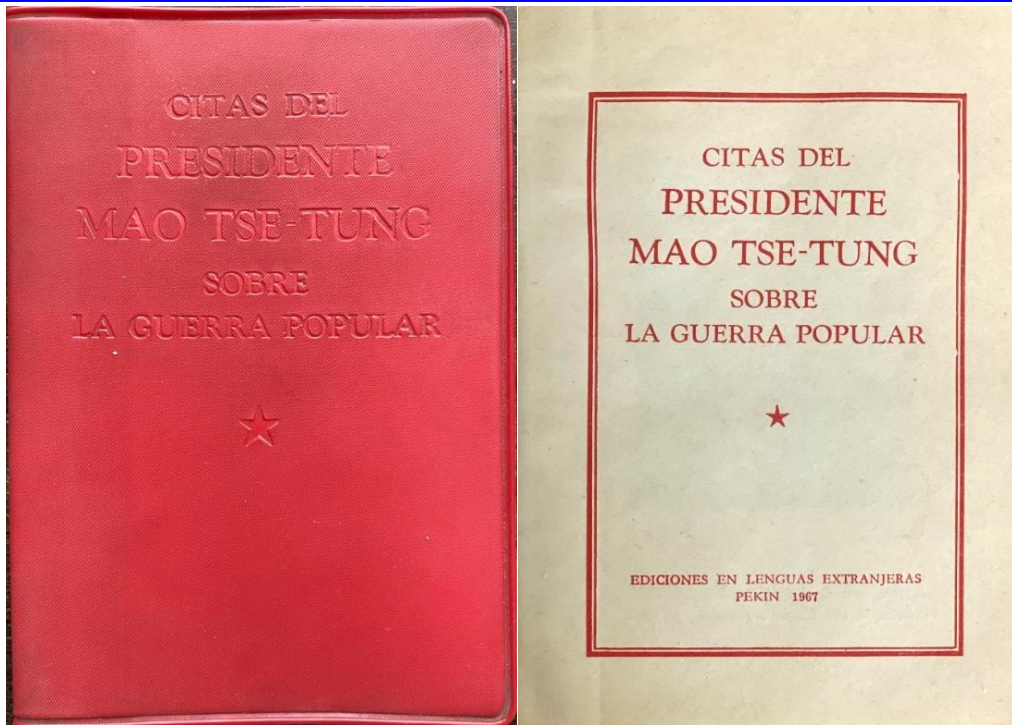 CITAS DEL
PRESIDENTE
MAO TSE-TUNG
SOBRE
LA GUERRA POPULAR
CITAS DEL
PRESIDENTE
MAO TSE-TUNG
SOBRE
LA GUERRA POPULAR
EDICIONES EN LENGUAS EXTRANJERAS
PEKIN 1967